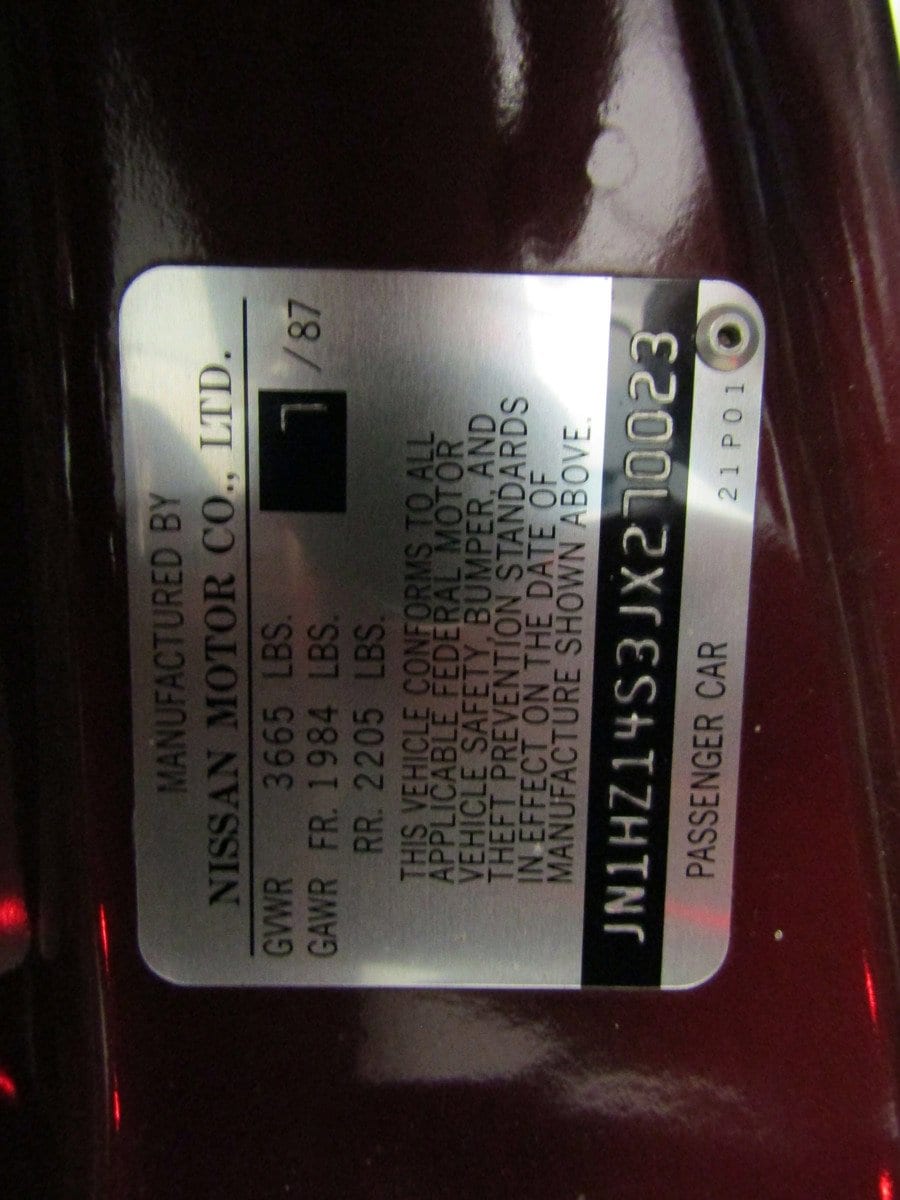 MANUFACTURED BY
NISSAN MOTOR CO., LTD.
GVWR 3665 LBS. 7 /87
GAWR FR. 1984 LBS.
RR. 2205 LBS.
THIS VEHICLE CONFORMS TO ALL
APPLICABLE FEDERAL MOTOR
VEHICLE SAFETY, BUMPER, AND
THEFT PREVENTION STANDARDS
IN EFFECT ON THE DATE OF
MANUFACTURE SHOWN ABOVE.
JN1HZ14S3JX270023
PASSENGER CAR 21P01